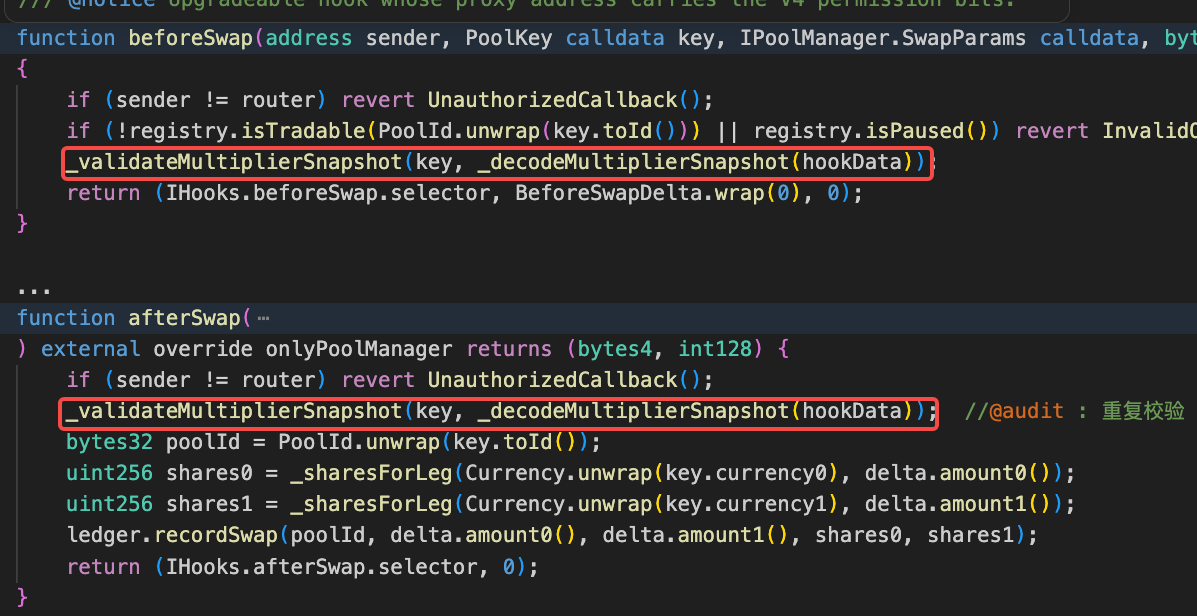 /// @notice Upgradeable hook whose proxy address carries the v4 permission bits.
function beforeSwap(address sender, PoolKey calldata key, IPoolManager.SwapParams calldata, byt
{
if (sender != router) revert UnauthorizedCallback();
if (!registry.isTradable(PoolId.unwrap(key.toId())) || registry.isPaused()) revert Invalid
_validateMultiplierSnapshot(key, _decodeMultiplierSnapshot(hookData));
return (IHooks.beforeSwap.selector, BeforeSwapDelta.wrap(0), 0);
}
...
function afterSwap( ⋯
) external override onlyPoolManager returns (bytes4, int128) {
if (sender != router) revert UnauthorizedCallback();
_validateMultiplierSnapshot(key, _decodeMultiplierSnapshot(hookData)); //@audit : 重复校验
bytes32 poolId = PoolId.unwrap(key.toId());
uint256 shares0 = _sharesForLeg(Currency.unwrap(key.currency0), delta.amount0());
uint256 shares1 = _sharesForLeg(Currency.unwrap(key.currency1), delta.amount1());
ledger.recordSwap(poolId, delta.amount0(), delta.amount1(), shares0, shares1);
return (IHooks.afterSwap.selector, 0);
}